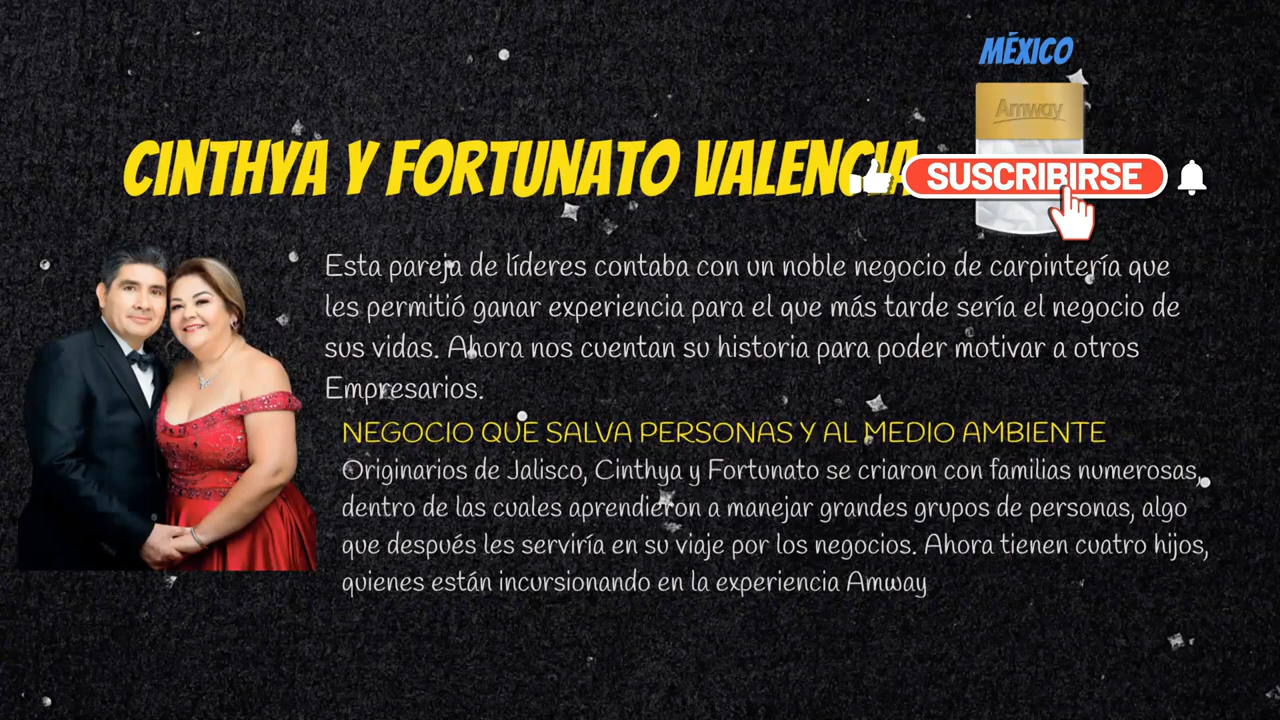 MÉXICO
Amway
CINTHYA Y FORTUNATO VALENCIA
SUSCRIBIRSE
Esta pareja de líderes contaba con un noble negocio de carpintería que
les permitió ganar experiencia para el que más tarde sería el negocio de
sus vidas. Ahora nos cuentan su historia para poder motivar a otros
Empresarios.
NEGOCIO QUE SALVA PERSONAS Y AL MEDIO AMBIENTE
Originarios de Jalisco, Cinthya y Fortunato se criaron con familias numerosas,
dentro de las cuales aprendieron a manejar grandes grupos de personas, algo
que después les serviría en su viaje por los negocios. Ahora tienen cuatro hijos,
quienes están incursionando en la experiencia Amway